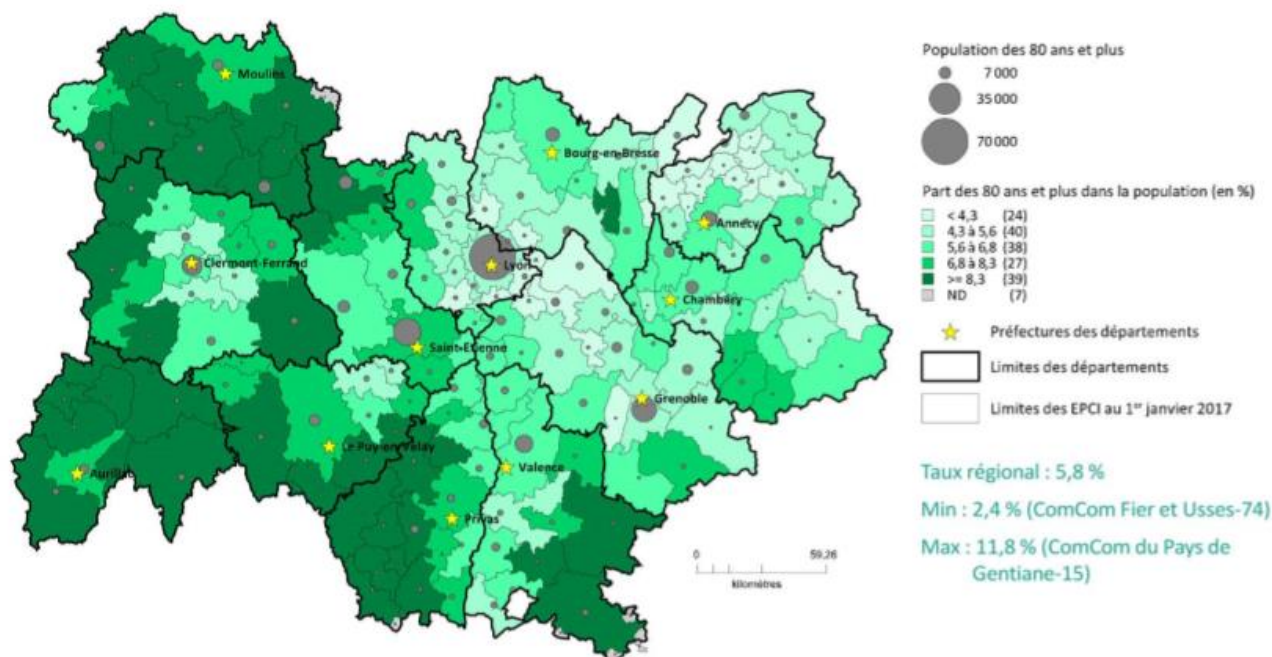 Moulins
Bourg-en-Bresse
Annecy
Clermont-Ferrand
Lyon
Chambéry
Saint-Etienne
Grenoble
Le Puy-en-Velay
Aurillac
Valence
Privas
0 59,26
kilomètres
Population des 80 ans et plus
7 000
35 000
70 000
Part des 80 ans et plus dans la population (en %)
< 4,3 (24)
4,3 à 5,6 (40)
5,6 à 6,8 (38)
6,8 à 8,3 (27)
>= 8,3 (39)
ND (7)
Préfectures des départements
Limites des départements
Limites des EPCI au 1er janvier 2017
Taux régional : 5,8 %
Min : 2,4 % (ComCom Fier et Usses-74)
Max : 11,8 % (ComCom du Pays de
Gentiane-15)